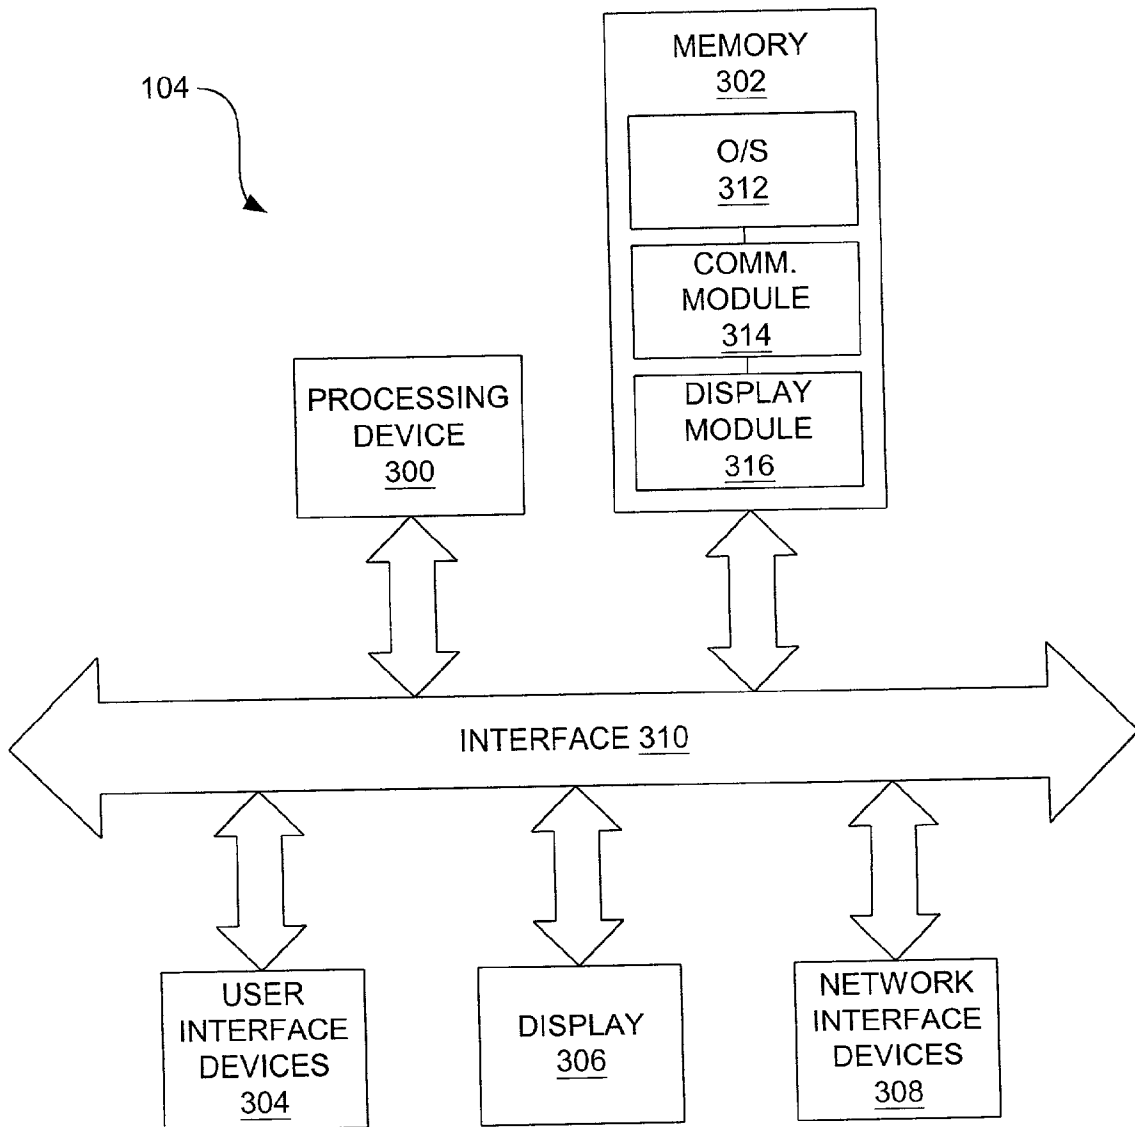 104
MEMORY
302
O/S
312
COMM.
MODULE
314
DISPLAY
MODULE
316
PROCESSING
DEVICE
300
INTERFACE 310
USER
INTERFACE
DEVICES
304
DISPLAY
306
NETWORK
INTERFACE
DEVICES
308